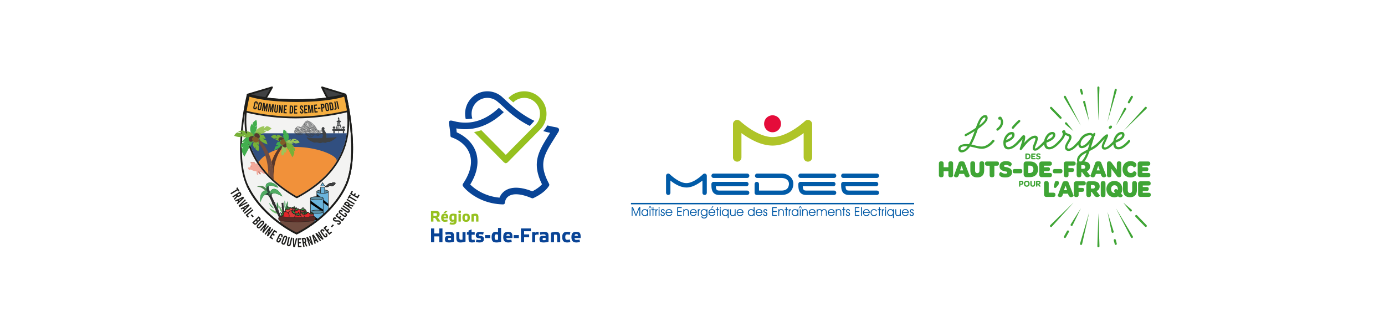 COMMUNE DE SEME-PODJI
TRAVAIL- BONNE GOUVERNANCE - SECURITE
Région
Hauts-de-France
MEDEE
Maîtrise Energétique des Entraînements Electriques
L'énergie
DES
HAUTS-DE-FRANCE
POUR L'AFRIQUE